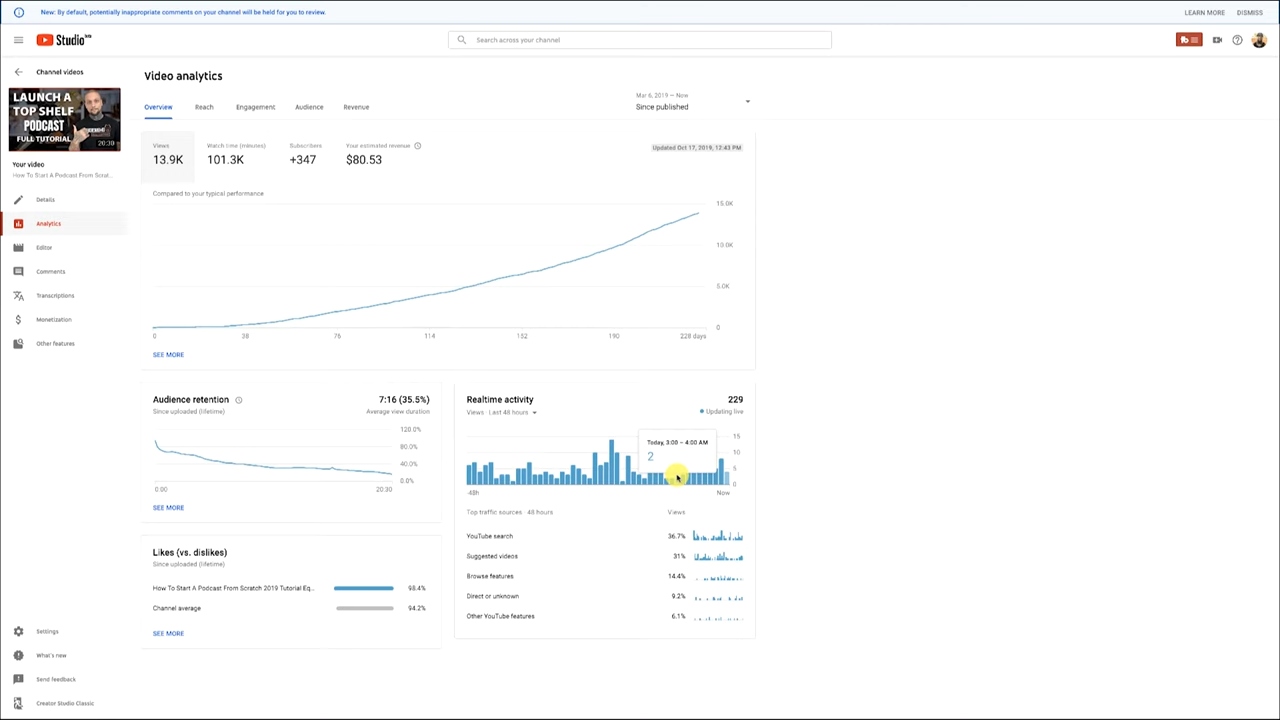 New: By default, potentially inappropriate comments on your channel will be held for you to review.
LEARN MORE
DISMISS
Studio
Search across your channel
Channel videos
LAUNCH A
TOP SHELF
PODCAST
FULL TUTORIAL
20:30
Your video
How To Start A Podcast From Scrat...
Details
Analytics
Editor
Comments
Transcriptions
Monetization
Other features
Settings
What's new
Send feedback
Creator Studio Classic
Video analytics
Overview
Reach
Engagement
Audience
Revenue
Mar 6, 2019 – Now
Since published
Views
13.9K
Watch time (minutes)
101.3K
Subscribers
+347
Your estimated revenue
$80.53
Updated Oct 17, 2019, 12:43 PM
Compared to your typical performance
15.0K
10.0K
5.0K
0
0
38
76
114
152
190
228 days
SEE MORE
Audience retention
7:16 (35.5%)
Since uploaded (lifetime)
Average view duration
120.0%
80.0%
40.0%
0.0%
0:00
20:30
SEE MORE
Likes (vs. dislikes)
Since uploaded (lifetime)
How To Start A Podcast From Scratch 2019 Tutorial Eq...
98.4%
Channel average
94.2%
SEE MORE
Realtime activity
229
Views · Last 48 hours
Updating live
Today, 3:00 – 4:00 AM
2
15
10
5
0
-48h
Now
Top traffic sources · 48 hours
Views
YouTube search
36.7%
Suggested videos
31%
Browse features
14.4%
Direct or unknown
9.2%
Other YouTube features
6.1%